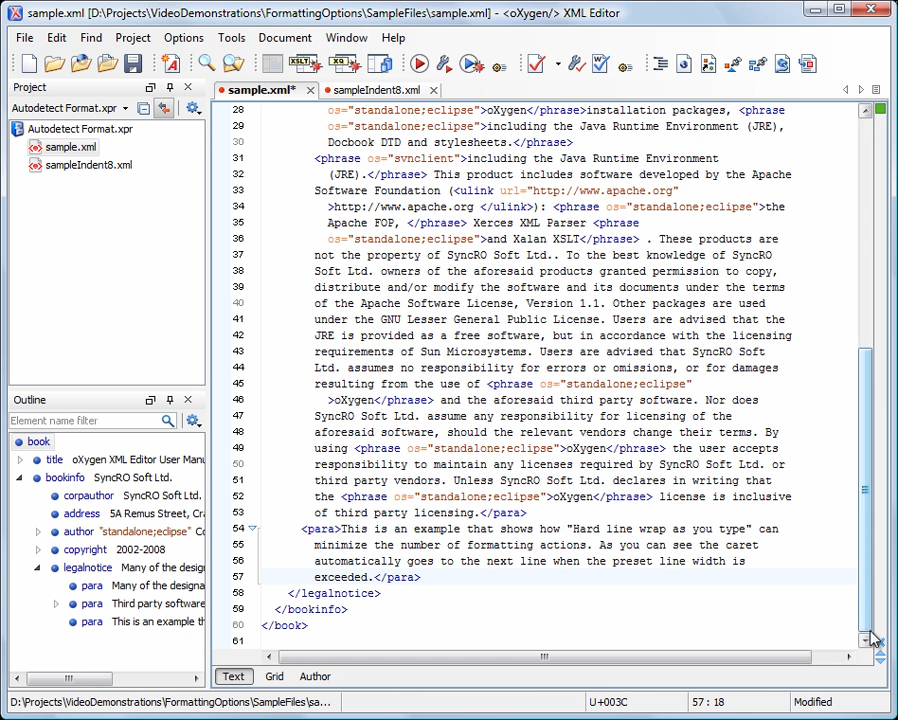 sample.xml [D:\Projects\VideoDemonstrations\FormattingOptions\SampleFiles\sample.xml] - <oXygen/> XML Editor
File Edit Find Project Options Tools Document Window Help
Project
sample.xml* sampleIndent8.xml
Autodetect Format.xpr
Autodetect Format.xpr
sample.xml
sampleIndent8.xml
28 os="standalone;eclipse">oXygen</phrase>installation packages, <phrase
29 os="standalone;eclipse">including the Java Runtime Environment (JRE),
30 Docbook DTD and stylesheets.</phrase>
31 <phrase os="svnclient">including the Java Runtime Environment
32 (JRE).</phrase> This product includes software developed by the Apache
33 Software Foundation (<ulink url="http://www.apache.org"
34 >http://www.apache.org </ulink>): <phrase os="standalone;eclipse">the
35 Apache FOP, </phrase> Xerces XML Parser <phrase
36 os="standalone;eclipse">and Xalan XSLT</phrase> . These products are
37 not the property of SyncRO Soft Ltd.. To the best knowledge of SyncRO
38 Soft Ltd. owners of the aforesaid products granted permission to copy,
39 distribute and/or modify the software and its documents under the terms
40 of the Apache Software License, Version 1.1. Other packages are used
41 under the GNU Lesser General Public License. Users are advised that the
42 JRE is provided as a free software, but in accordance with the licensing
43 requirements of Sun Microsystems. Users are advised that SyncRO Soft
44 Ltd. assumes no responsibility for errors or omissions, or for damages
45 resulting from the use of <phrase os="standalone;eclipse"
46 >oXygen</phrase> and the aforesaid third party software. Nor does
47 SyncRO Soft Ltd. assume any responsibility for licensing of the
48 aforesaid software, should the relevant vendors change their terms. By
49 using <phrase os="standalone;eclipse">oXygen</phrase> the user accepts
50 responsibility to maintain any licenses required by SyncRO Soft Ltd. or
51 third party vendors. Unless SyncRO Soft Ltd. declares in writing that
52 the <phrase os="standalone;eclipse">oXygen</phrase> license is inclusive
53 of third party licensing.</para>
54 <para>This is an example that shows how "Hard line wrap as you type" can
55 minimize the number of formatting actions. As you can see the caret
56 automatically goes to the next line when the preset line width is
57 exceeded.</para>
58 </legalnotice>
59 </bookinfo>
60 </book>
61
Outline
Element name filter
book
title oXygen XML Editor User Manu
bookinfo SyncRO Soft Ltd.
corpauthor SyncRO Soft Ltd.
address 5A Remus Street, Cra
author "standalone;eclipse" Co
copyright 2002-2008
legalnotice Many of the desig
para Many of the designa
para Third party software
para This is an example th
Text Grid Author
D:\Projects\VideoDemonstrations\FormattingOptions\SampleFiles\sa... U+003C 57 : 18 Modified